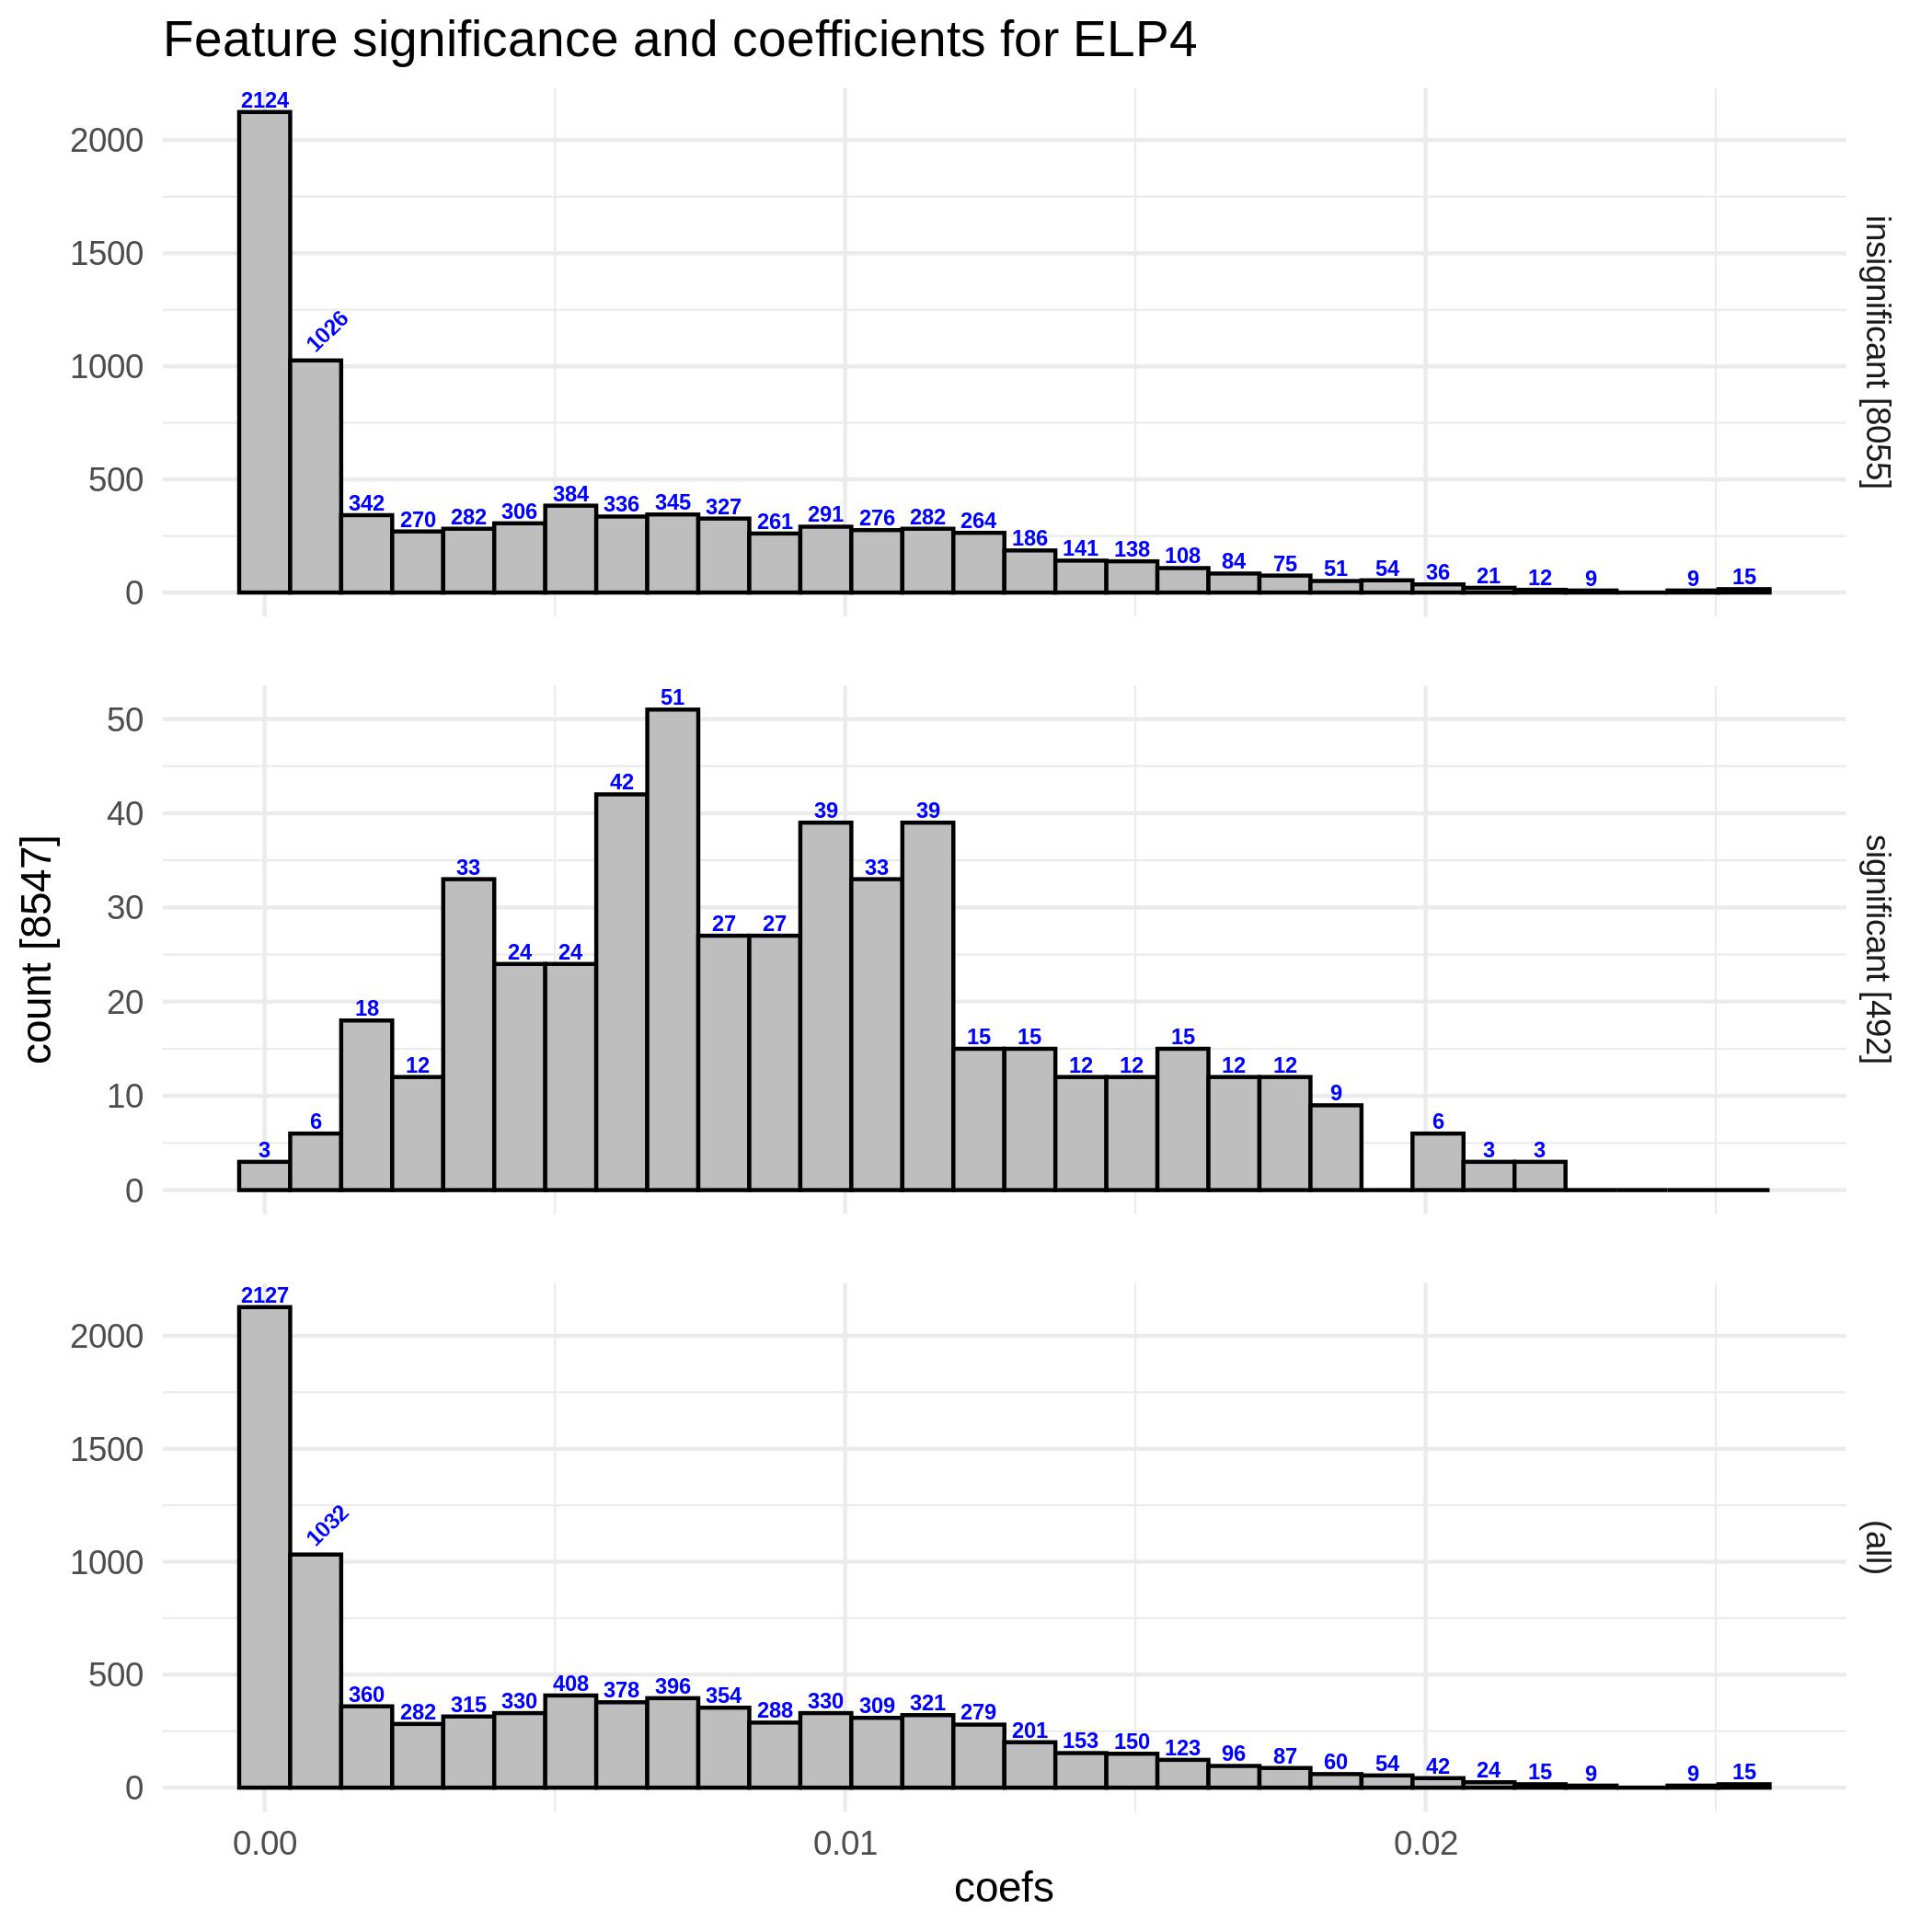 Feature significance and coefficients for ELP4
2124
2000
1500
1026
1000
500
342 270 282 306 384 336 345 327 261 291 276 282 264 186 141 138 108 84 75 51 54 36 21 12 9 9 15
0
insignificant [8055]
count [8547]
50
40
30
20
10
0
3 6 18 12 33 24 24 42 51 27 27 39 33 39 15 15 12 12 15 12 12 9 6 3 3
significant [492]
2127
2000
1500
1032
1000
500
360 282 315 330 408 378 396 354 288 330 309 321 279 201 153 150 123 96 87 60 54 42 24 15 9 9 15
0
(all)
0.00 0.01 0.02
coefs